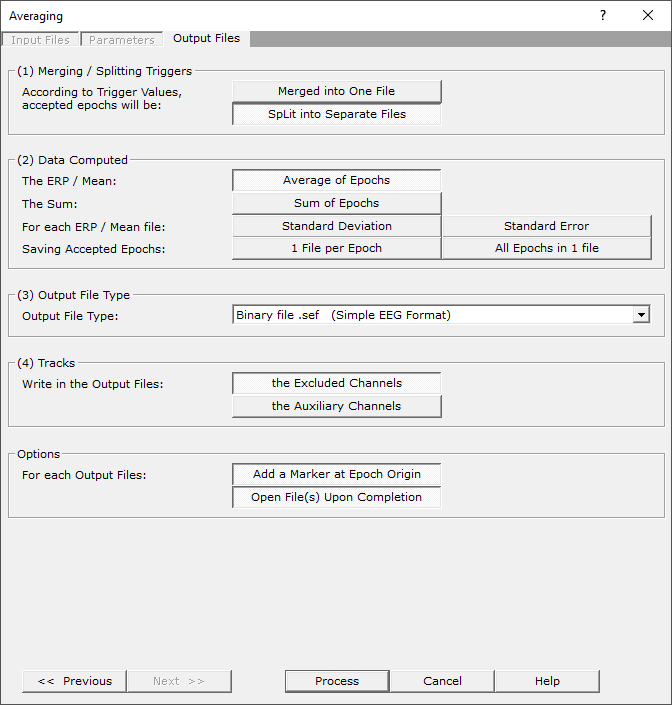 Averaging
?
Input Files Parameters Output Files
(1) Merging / Splitting Triggers
According to Trigger Values, accepted epochs will be:
Merged into One File
SpLit into Separate Files
(2) Data Computed
The ERP / Mean: Average of Epochs
The Sum: Sum of Epochs
For each ERP / Mean file: Standard Deviation Standard Error
Saving Accepted Epochs: 1 File per Epoch All Epochs in 1 file
(3) Output File Type
Output File Type: Binary file .sef (Simple EEG Format)
(4) Tracks
Write in the Output Files: the Excluded Channels
the Auxiliary Channels
Options
For each Output Files: Add a Marker at Epoch Origin
Open File(s) Upon Completion
<< Previous Next >> Process Cancel Help